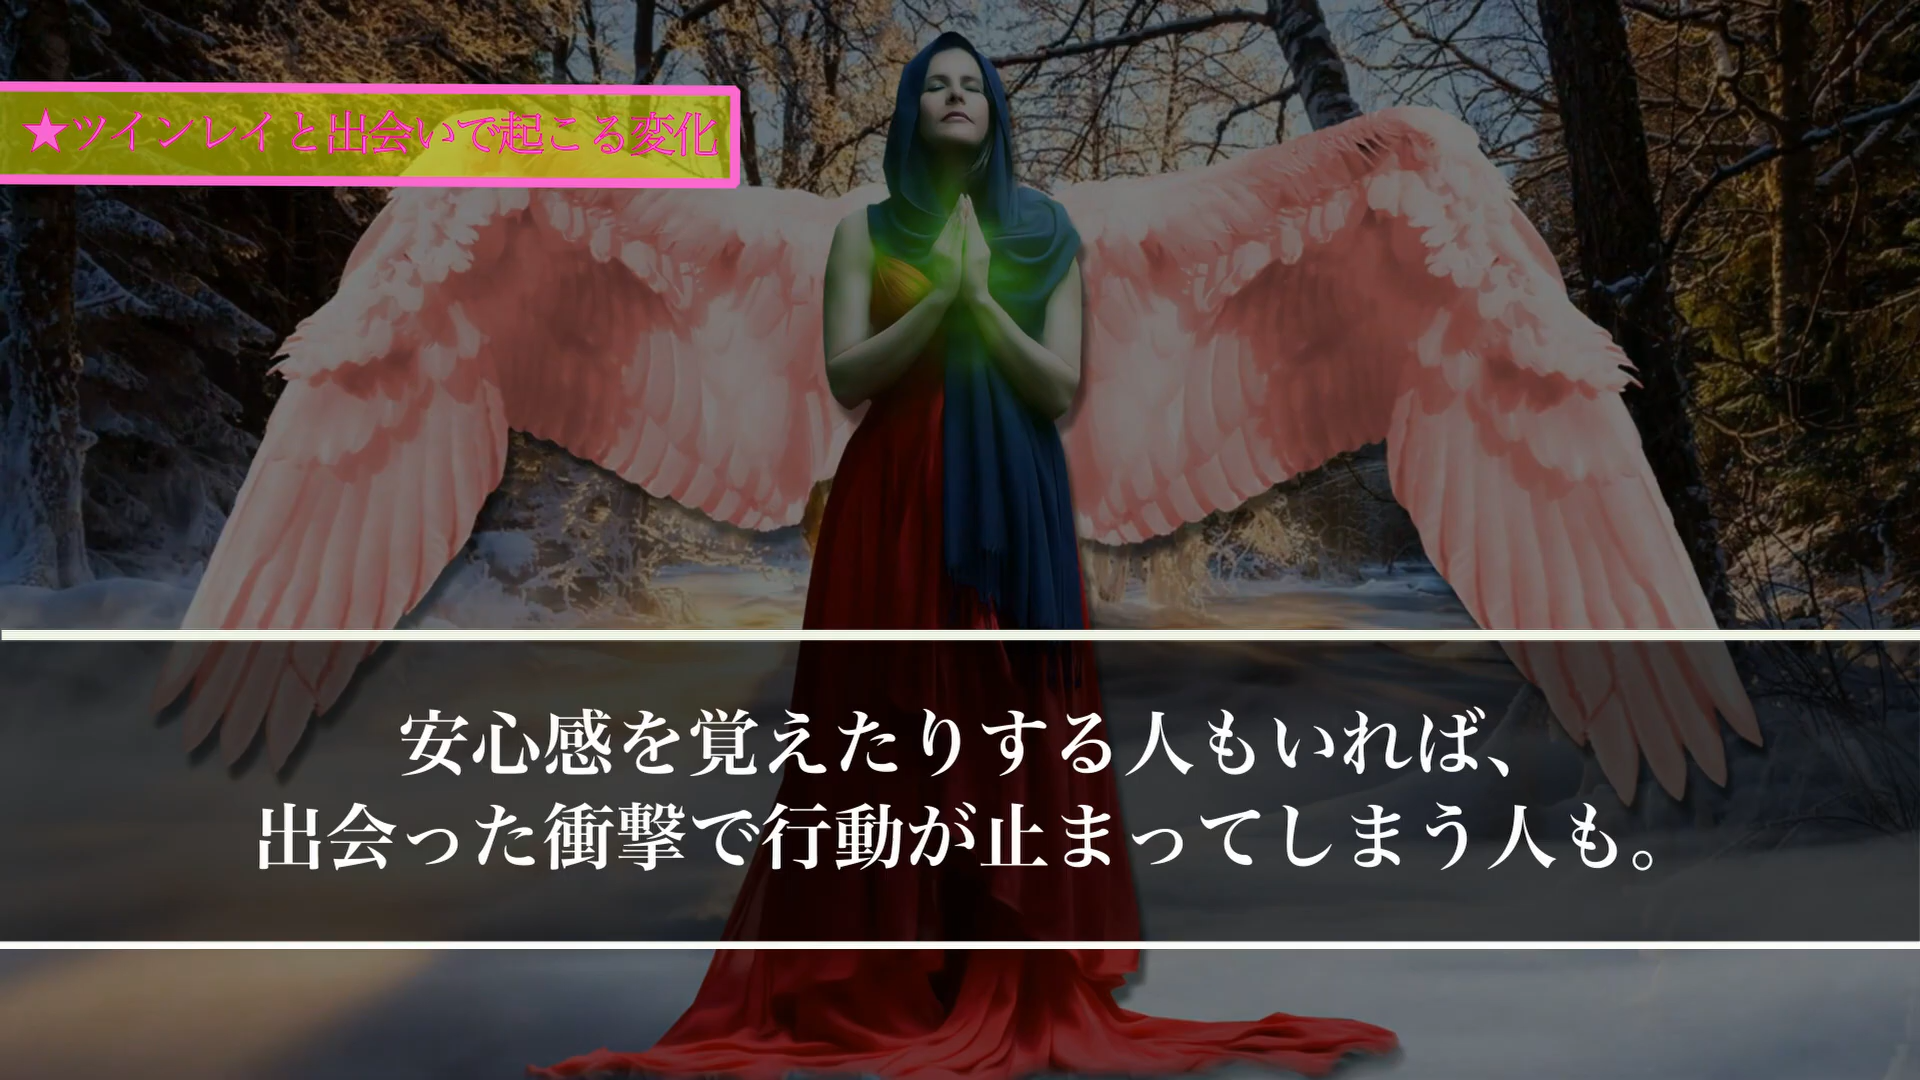 ★ツインレイと出会いで起こる変化
安心感を覚えたりする人もいれば、
出会った衝撃で行動が止まってしまう人も。